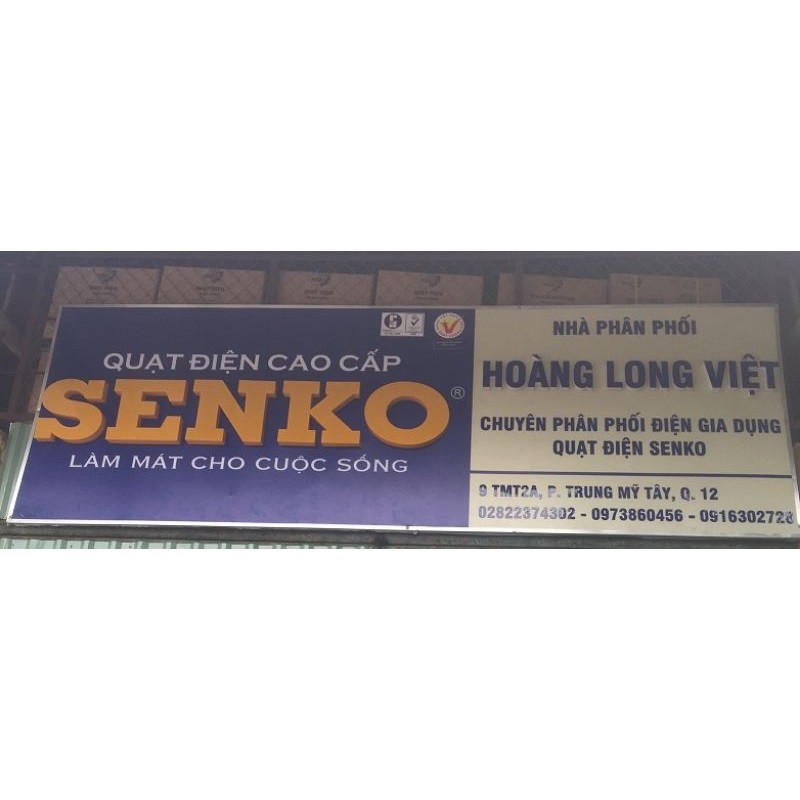 QUẠT ĐIỆN CAO CẤP
SENKO®
LÀM MÁT CHO CUỘC SỐNG
NHÀ PHÂN PHỐI
HOÀNG LONG VIỆT
CHUYÊN PHÂN PHỐI ĐIỆN GIA DỤNG
QUẠT ĐIỆN SENKO
9 TMT2A, P. TRUNG MỸ TÂY, Q. 12
02822374302 - 0973860456 - 0916302728